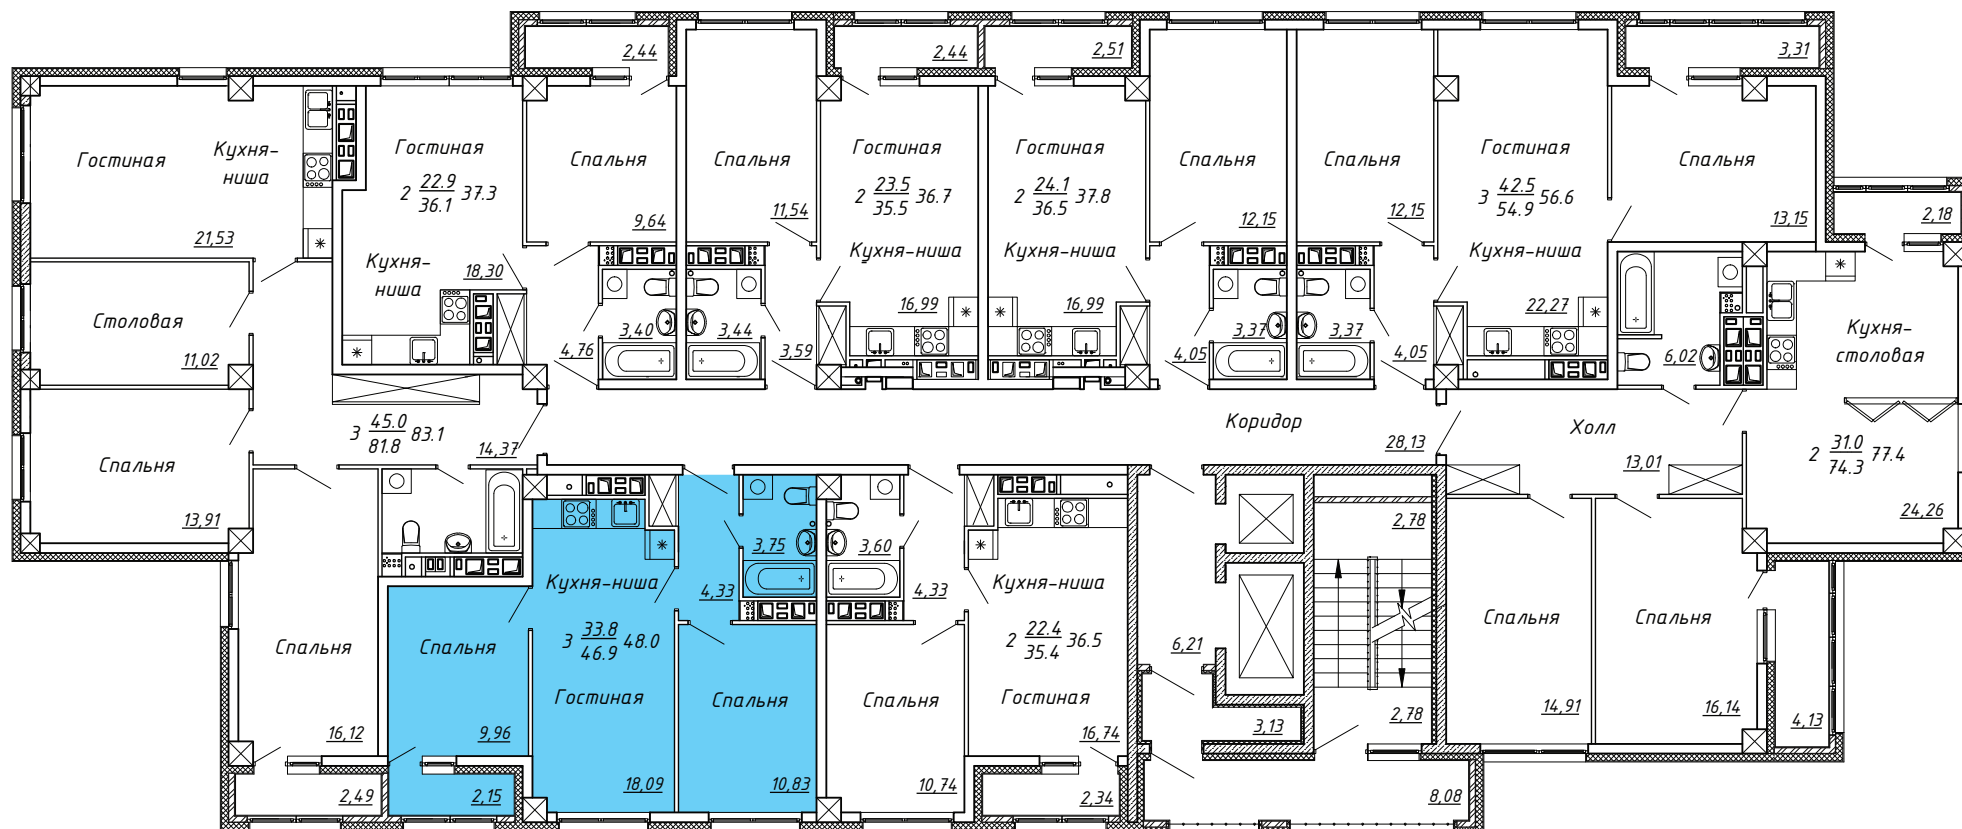 2,44
2,44
2,51
3,31
Гостиная
Кухня-
ниша
21,53
Гостиная
2 22.9 37.3
36.1
Кухня-
ниша
18,30
Спальня
9,64
Спальня
11,54
Гостиная
2 23.5 36.7
35.5
Кухня-ниша
16,99
Гостиная
2 24.1 37.8
36.5
Кухня-ниша
16,99
Спальня
12,15
Спальня
12,15
Гостиная
3 42.5 56.6
54.9
Кухня-ниша
22,27
Спальня
13,15
2,18
Столовая
11,02
4,76
3,40
3,44
3,59
3,37
4,05
3,37
4,05
6,02
Кухня-
столовая
3 45.0 83.1
81.8
14,37
Коридор
28,13
Холл
13,01
2 31.0 77.4
74.3
24,26
Спальня
13,91
3,75
4,33
3,60
4,33
2,78
Кухня-ниша
3 33.8 48.0
46.9
Гостиная
18,09
Кухня-ниша
2 22.4 36.5
35.4
Гостиная
16,74
Спальня
16,12
Спальня
9,96
Спальня
10,83
Спальня
10,74
6,21
3,13
2,78
Спальня
14,91
Спальня
16,14
4,13
2,49
2,15
2,34
8,08